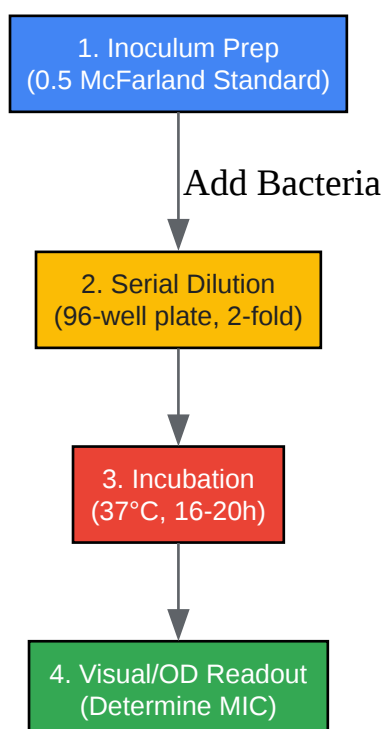 1. Inoculum Prep
(0.5 McFarland Standard)
Add Bacteria
2. Serial Dilution
(96-well plate, 2-fold)
3. Incubation
(37°C, 16-20h)
4. Visual/OD Readout
(Determine MIC)